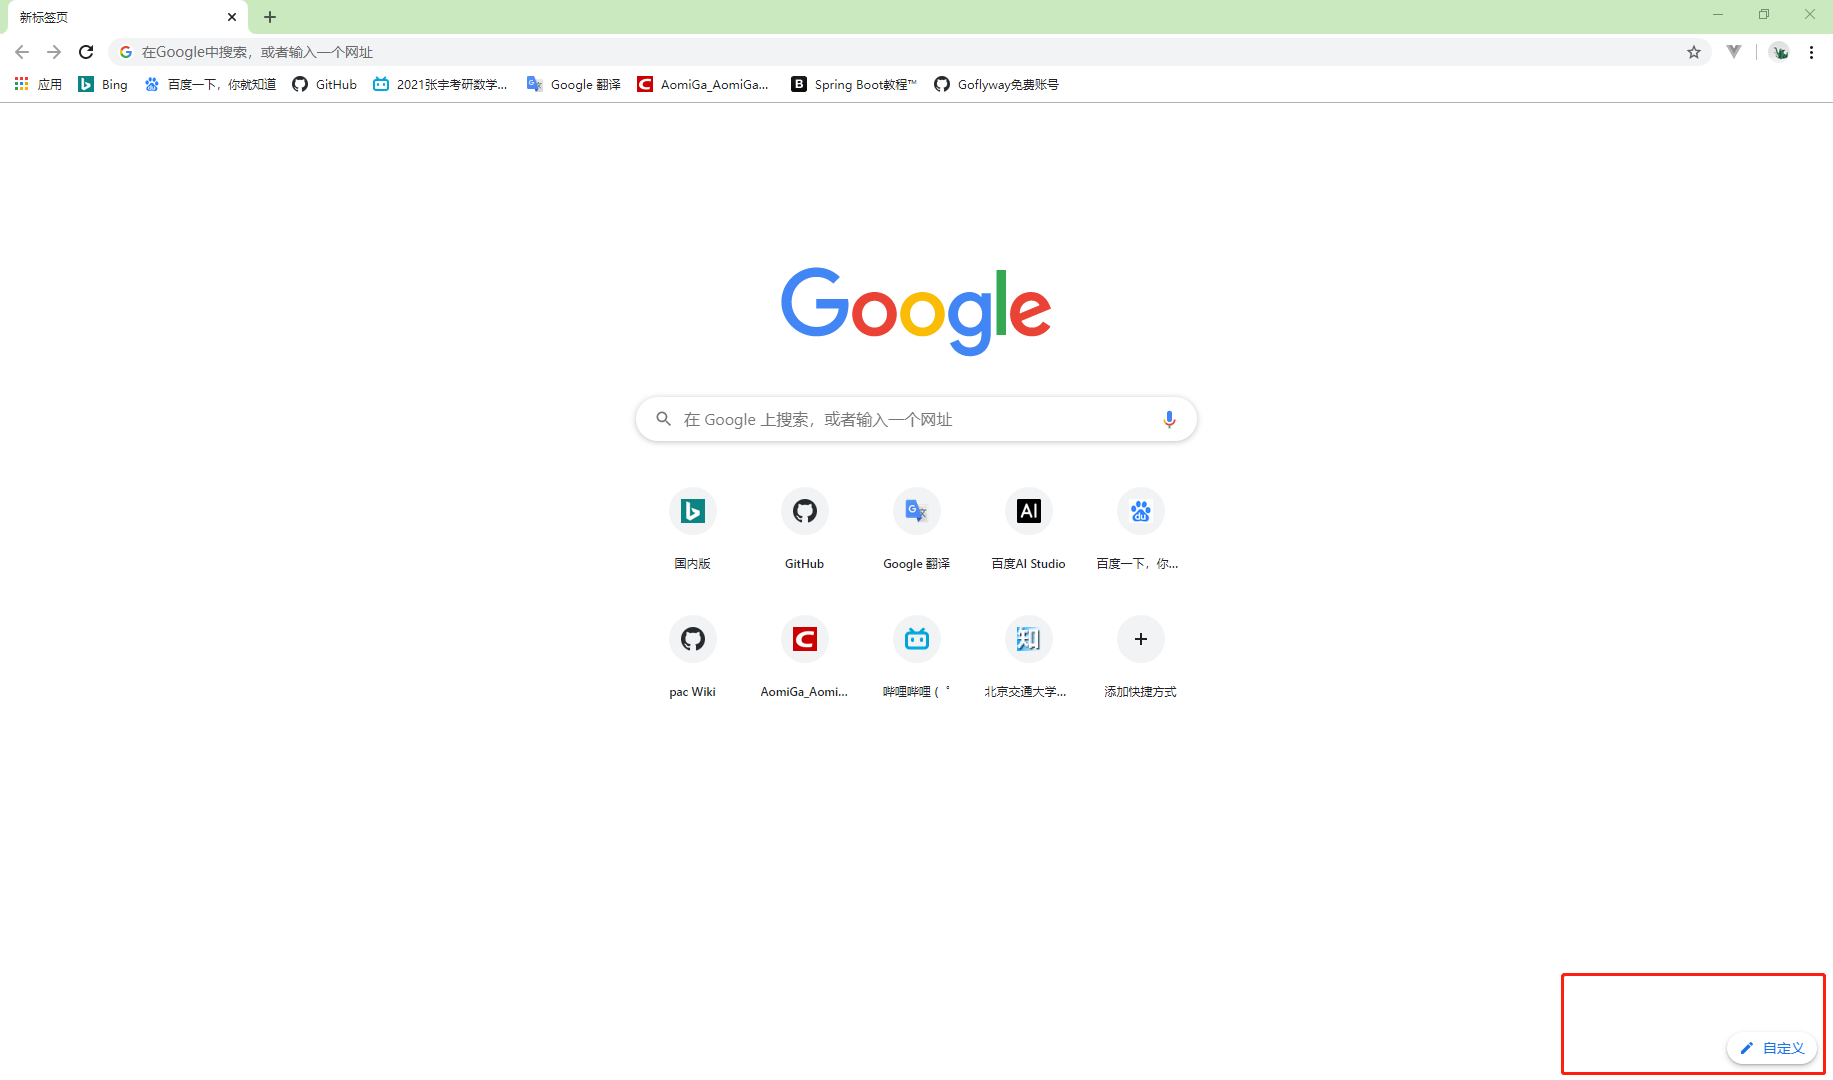 新标签页
在Google中搜索，或者输入一个网址
应用 Bing 百度一下，你就知道 GitHub 2021张宇考研数学... Google 翻译 AomiGa_AomiGa... Spring Boot教程™ Goflyway免费账号
Google
在 Google 上搜索，或者输入一个网址
国内版 GitHub Google 翻译 百度AI Studio 百度一下，你...
pac Wiki AomiGa_Aomi... 哔哩哔哩 ( ゜ 北京交通大学... 添加快捷方式
自定义